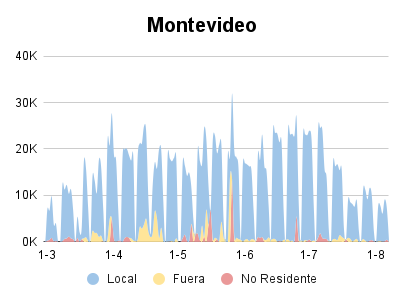 Montevideo
40K
30K
20K
10K
0K
1-3 1-4 1-5 1-6 1-7 1-8
Local Fuera No Residente